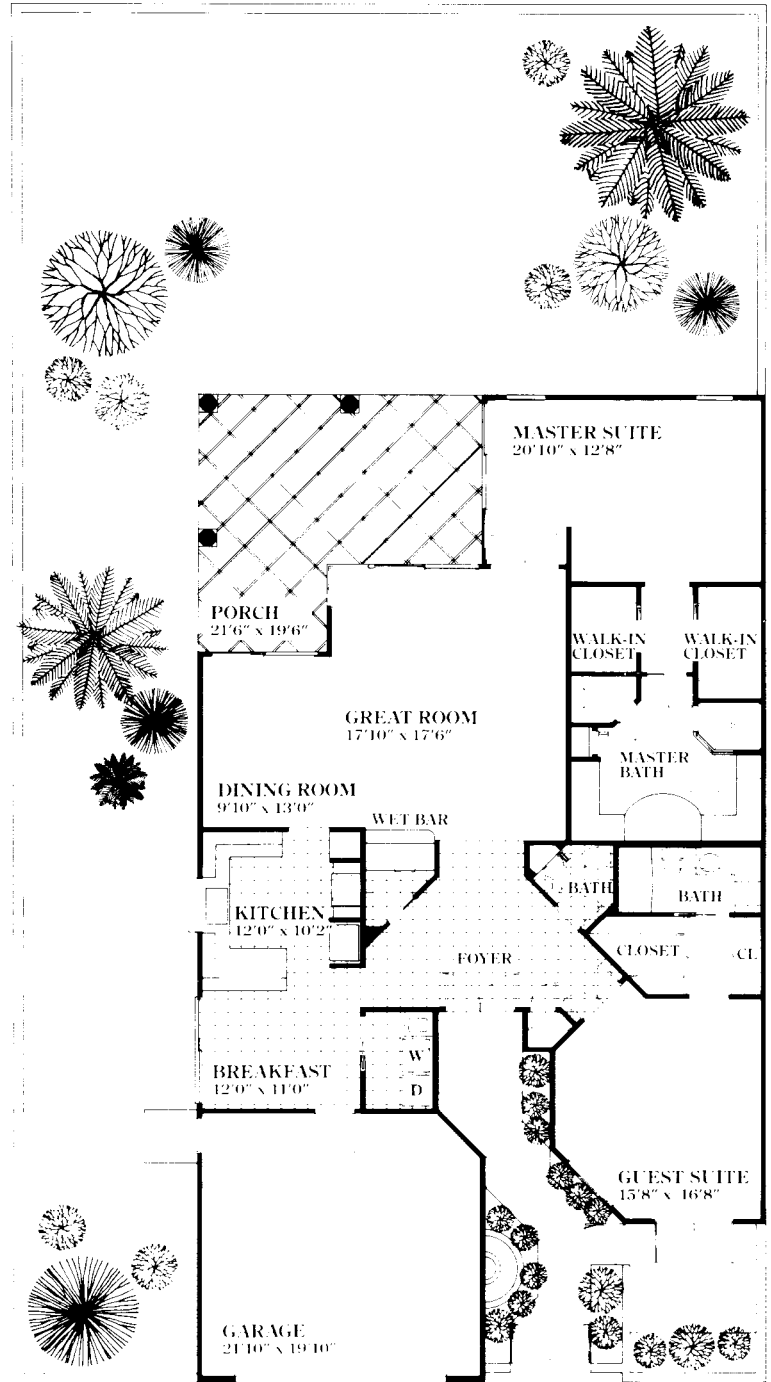 MASTER SUITE
20'10" x 12'8"
PORCH
21'6" x 19'6"
WALK-IN
CLOSET
WALK-IN
CLOSET
GREAT ROOM
17'10" x 17'6"
MASTER
BATH
DINING ROOM
9'10" x 13'0"
WET BAR
BATH
BATH
KITCHEN
12'0" x 10'2"
CLOSET
CL.
FOYER
W
BREAKFAST
12'0" x 11'0"
D
GUEST SUITE
15'8" x 16'8"
GARAGE
21'10" x 19'10"